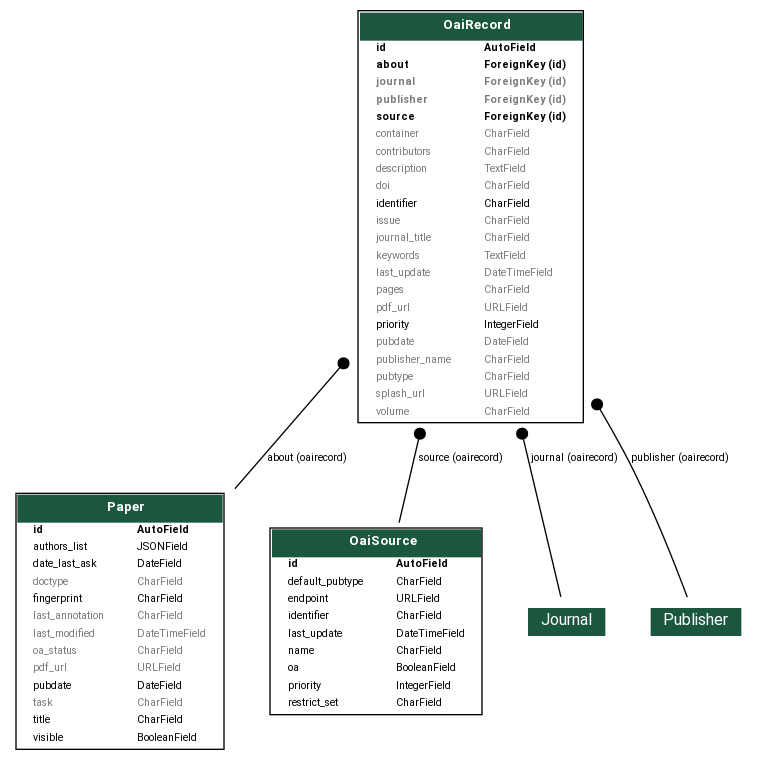 OaiRecord
id AutoField
about ForeignKey (id)
journal ForeignKey (id)
publisher ForeignKey (id)
source ForeignKey (id)
container CharField
contributors CharField
description TextField
doi CharField
identifier CharField
issue CharField
journal_title CharField
keywords TextField
last_update DateTimeField
pages CharField
pdf_url URLField
priority IntegerField
pubdate DateField
publisher_name CharField
pubtype CharField
splash_url URLField
volume CharField
about (oairecord) source (oairecord) journal (oairecord) publisher (oairecord)
Paper
id AutoField
authors_list JSONField
date_last_ask DateField
doctype CharField
fingerprint CharField
last_annotation CharField
last_modified DateTimeField
oa_status CharField
pdf_url URLField
pubdate DateField
task CharField
title CharField
visible BooleanField
OaiSource
id AutoField
default_pubtype CharField
endpoint URLField
identifier CharField
last_update DateTimeField
name CharField
oa BooleanField
priority IntegerField
restrict_set CharField
Journal
Publisher